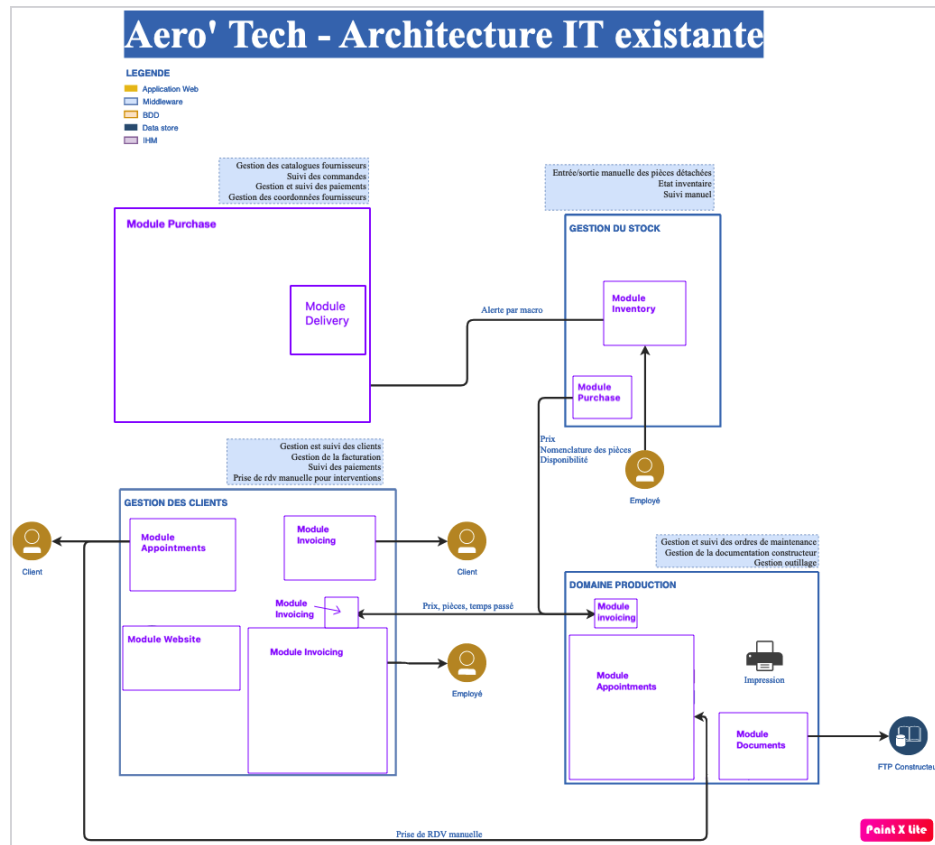 Aero' Tech - Architecture IT existante
LEGENDE
Application Web
Middleware
BDD
Data store
IHM
Gestion des catalogues fournisseurs
Suivi des commandes
Gestion et suivi des paiements
Gestion des coordonnées fournisseurs
Module Purchase
Module
Delivery
Alerte par macro
Entrée/sortie manuelle des pièces détachées
Etat inventaire
Suivi manuel
GESTION DU STOCK
Module
Inventory
Module
Purchase
Prix
Nomenclature des pièces
Disponibilité
Employé
Gestion est suivi des clients
Gestion de la facturation
Suivi des paiements
Prise de rdv manuelle pour interventions
GESTION DES CLIENTS
Module
Appointments
Module
Invoicing
Client
Client
Module
Invoicing
Prix, pièces, temps passé
Module Website
Module Invoicing
Employé
Gestion et suivi des ordres de maintenance
Gestion de la documentation constructeur
Gestion outillage
DOMAINE PRODUCTION
Module
invoicing
Module
Appointments
Impression
Module
Documents
FTP Constructeu
Prise de RDV manuelle
Paint X Lite